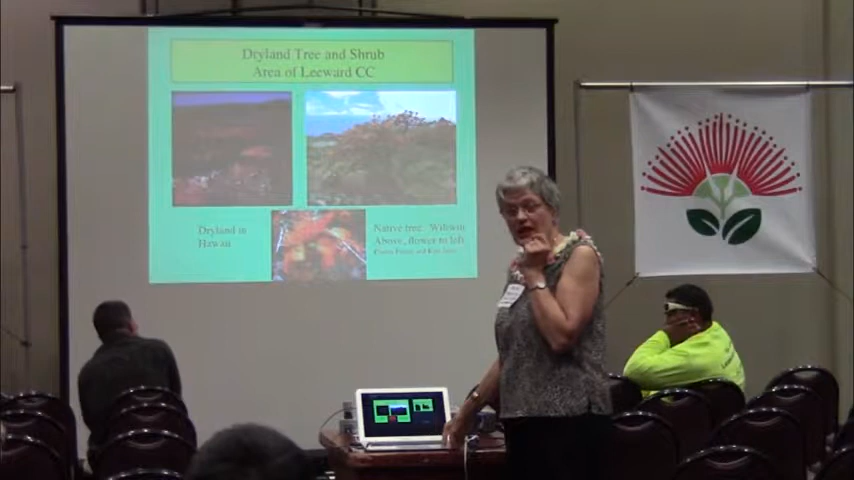 Dryland Tree and Shrub
Area of Leeward CC
Dryland in
Hawaii
Native tree: Wiliwili
Above, flower to left